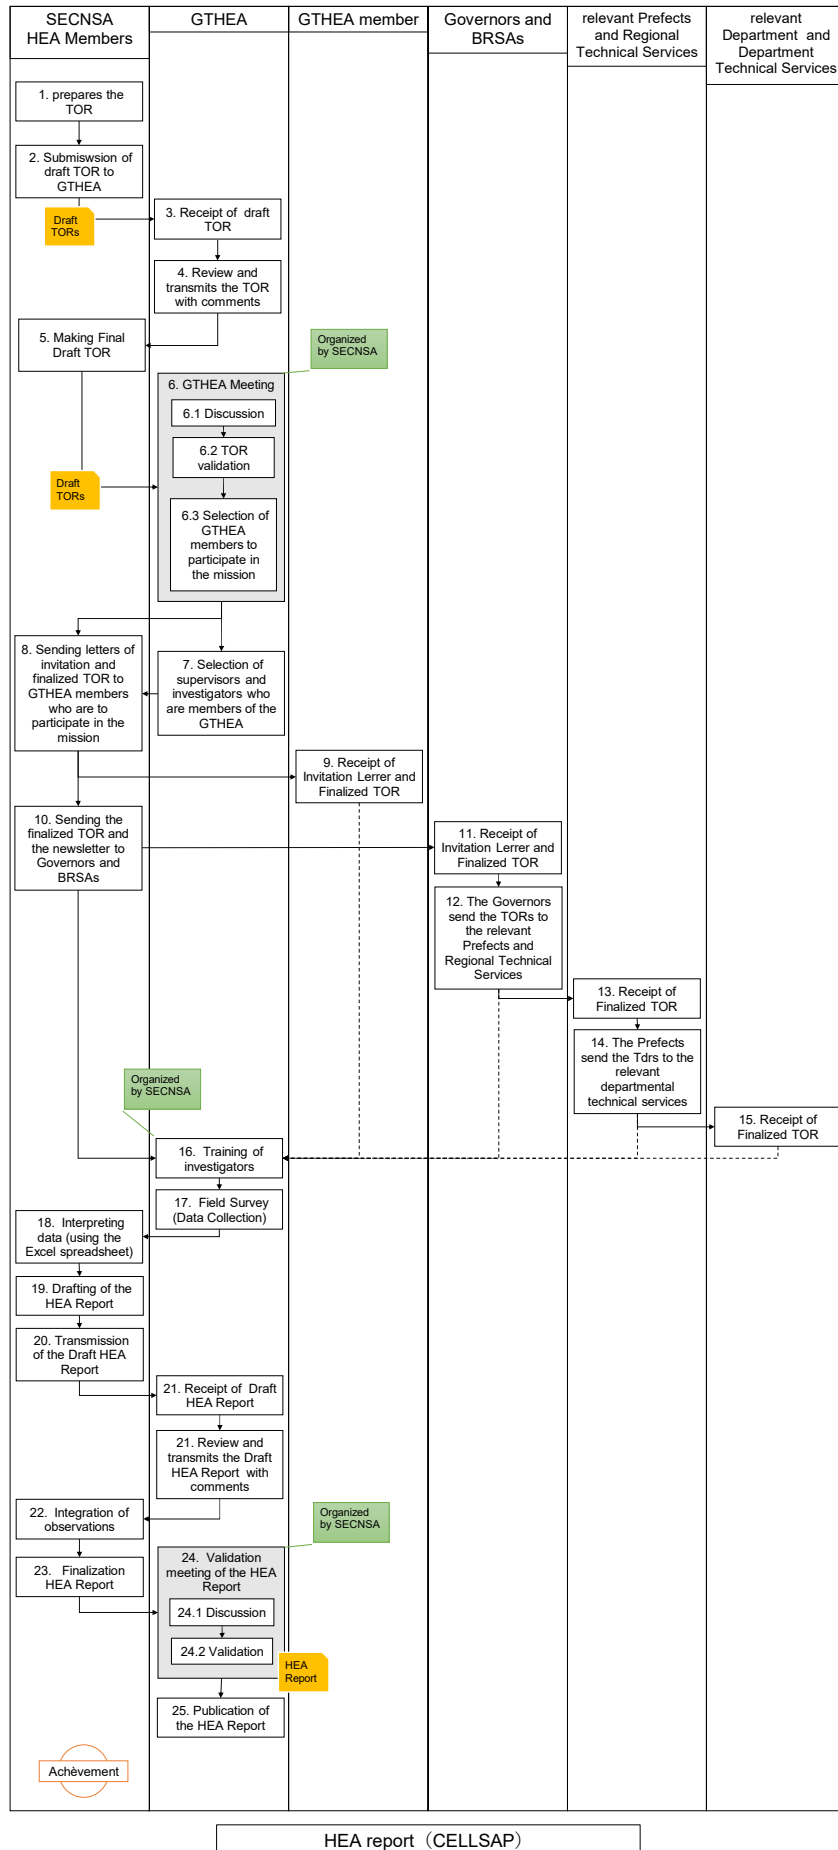 SECNSA
HEA Members
GTHEA
GTHEA member
Governors and
BRSAs
relevant Prefects
and Regional
Technical Services
relevant
Department and
Department
Technical Services
1. prepares the
TOR
2. Submiswsion of
draft TOR to
GTHEA
Draft
TORs
3. Receipt of draft
TOR
4. Review and
transmits the TOR
with comments
5. Making Final
Draft TOR
Organized
by SECNSA
6. GTHEA Meeting
6.1 Discussion
6.2 TOR
validation
Draft
TORs
6.3 Selection of
GTHEA
members to
participate in
the mission
8. Sending letters of
invitation and
finalized TOR to
GTHEA members
who are to
participate in the
mission
7. Selection of
supervisors and
investigators who
are members of the
GTHEA
9. Receipt of
Invitation Lerrer and
Finalized TOR
10. Sending the
finalized TOR and
the newsletter to
Governors and
BRSAs
11. Receipt of
Invitation Lerrer and
Finalized TOR
12. The Governors
send the TORs to
the relevant
Prefects and
Regional Technical
Services
13. Receipt of
Finalized TOR
14. The Prefects
send the Tdrs to the
relevant
departmental
technical services
Organized
by SECNSA
15. Receipt of
Finalized TOR
16. Training of
investigators
17. Field Survey
(Data Collection)
18. Interpreting
data (using the
Excel spreadsheet)
19. Drafting of the
HEA Report
20. Transmission
of the Draft HEA
Report
21. Receipt of Draft
HEA Report
21. Review and
transmits the Draft
HEA Report with
comments
22. Integration of
observations
Organized
by SECNSA
23. Finalization
HEA Report
24. Validation
meeting of the HEA
Report
24.1 Discussion
24.2 Validation
HEA
Report
25. Publication of
the HEA Report
Achèvement
HEA report（CELLSAP）